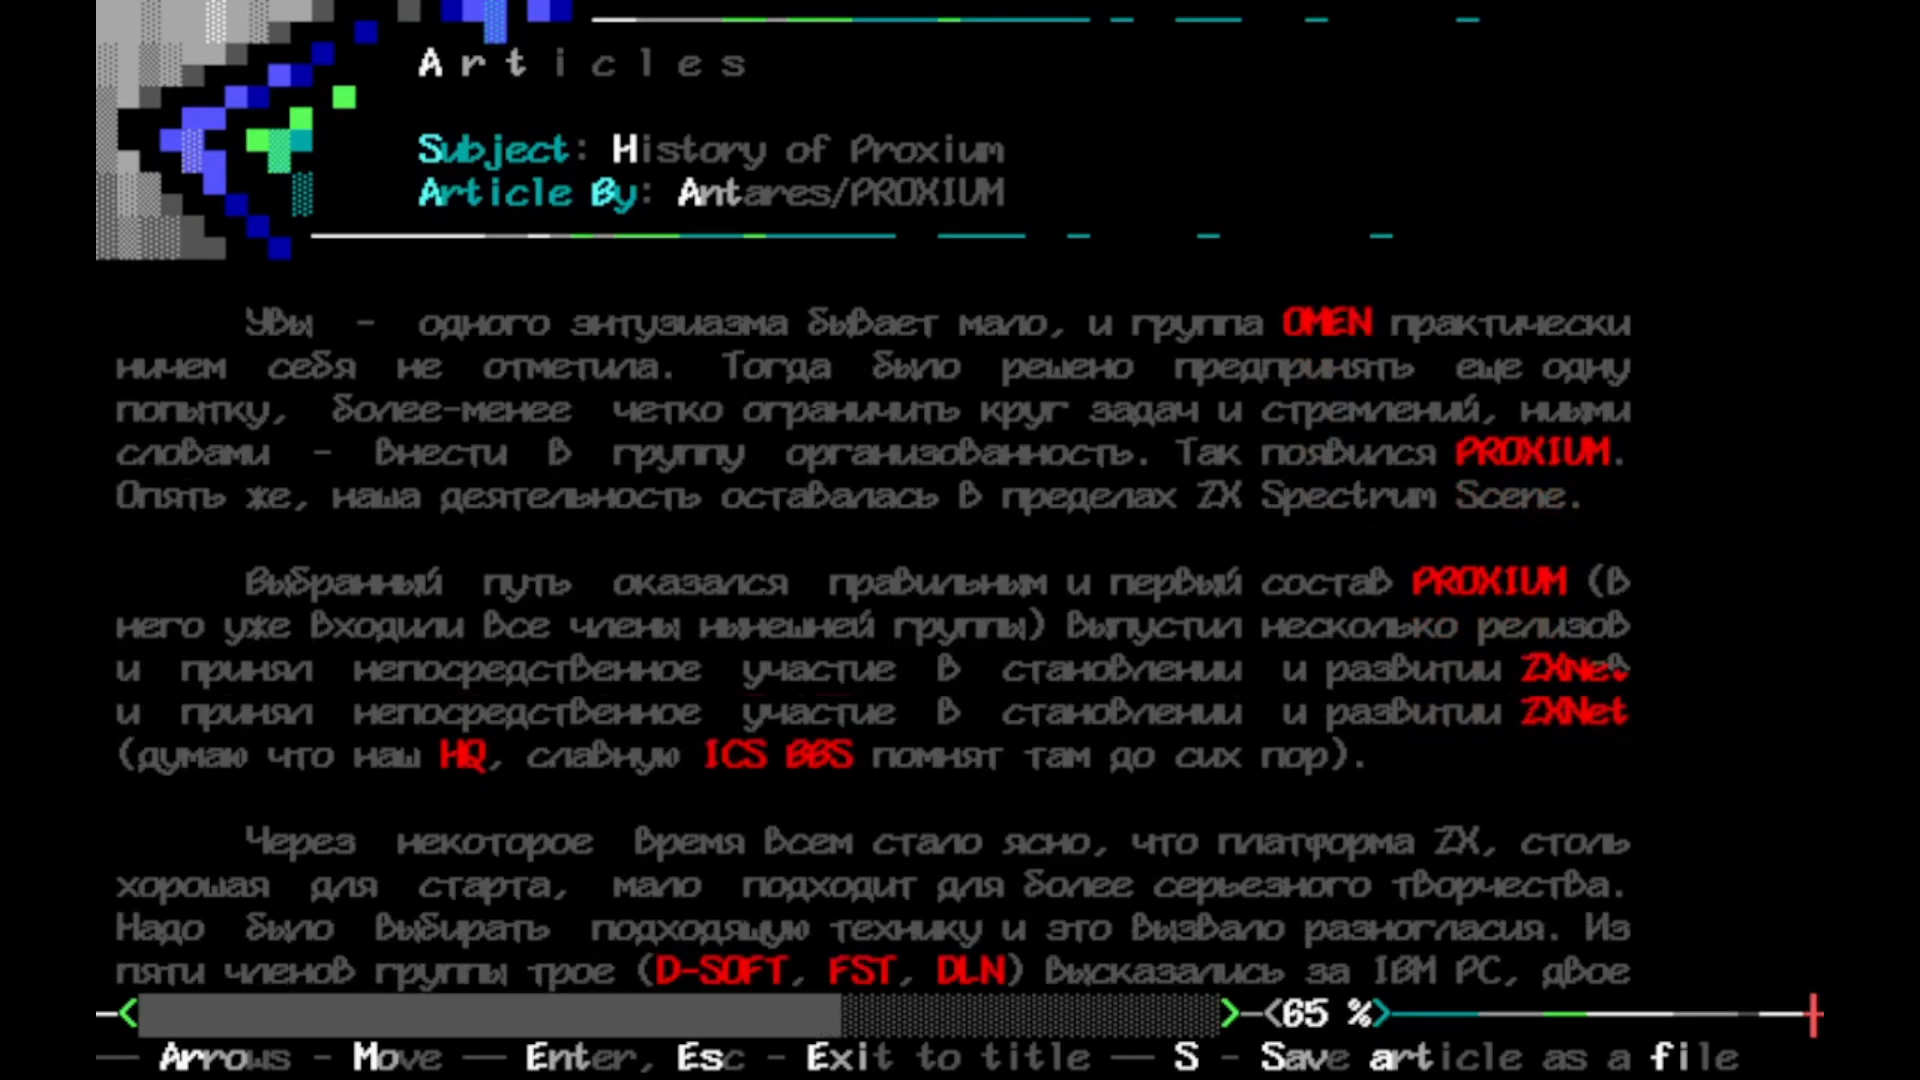 Articles
Subject: History of Proxium
Article By: Antares/PROXIUM
Увы - одного энтузиазма бывает мало, и группа OMEN практически
ничем себя не отметила. Тогда было решено предпринять еще одну
попытку, более-менее четко ограничить круг задач и стремлений, ниыми
словами - внести в группу организованность. Так появился PROXIUM.
Опять же, наша деятельность оставалась в пределах ZX Spectrum Scene.
Выбранный путь оказался правильным и первый состав PROXIUM (в
него уже входили все члены нынешней группы) выпустил несколько релизов
и принял непосредственное участие в становлении и развитии
и принял непосредственное участие в становлении и развитии ZXNet
(думаю что наш HQ, славную ICS BBS помнят там до сих пор).
Через некоторое время всем стало ясно, что платформа ZX, столь
хорошая для старта, мало подходит для более серьезного творчества.
Надо было выбирать подходящую технику и это вызвало разногласия. Из
пяти членов группы трое (D-SOFT, FST, DLN) высказались за IBM PC, двое
<65 %>
Arrows - Move — Enter, Esc - Exit to title — S - Save article as a file